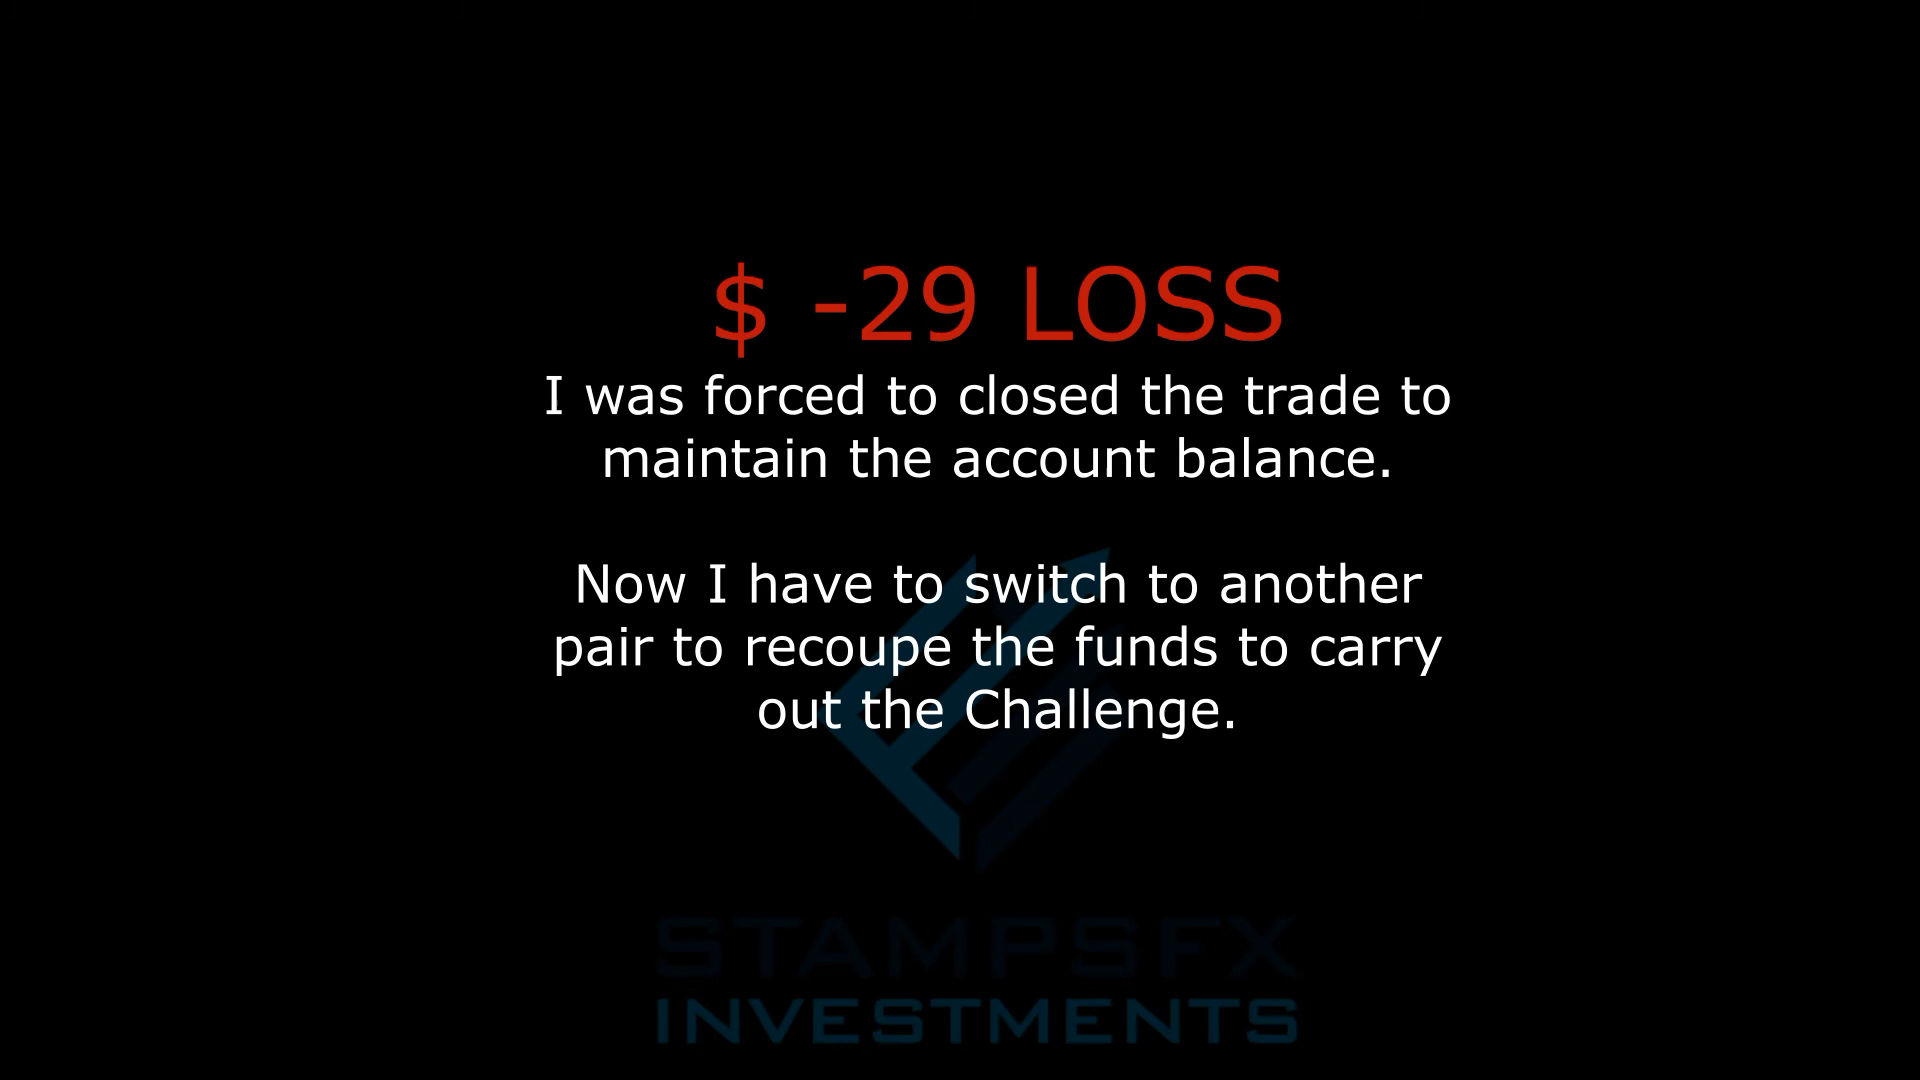 $ -29 LOSS
I was forced to closed the trade to
maintain the account balance.
Now I have to switch to another
pair to recoupe the funds to carry
out the Challenge.
STAMPSFX
INVESTMENTS